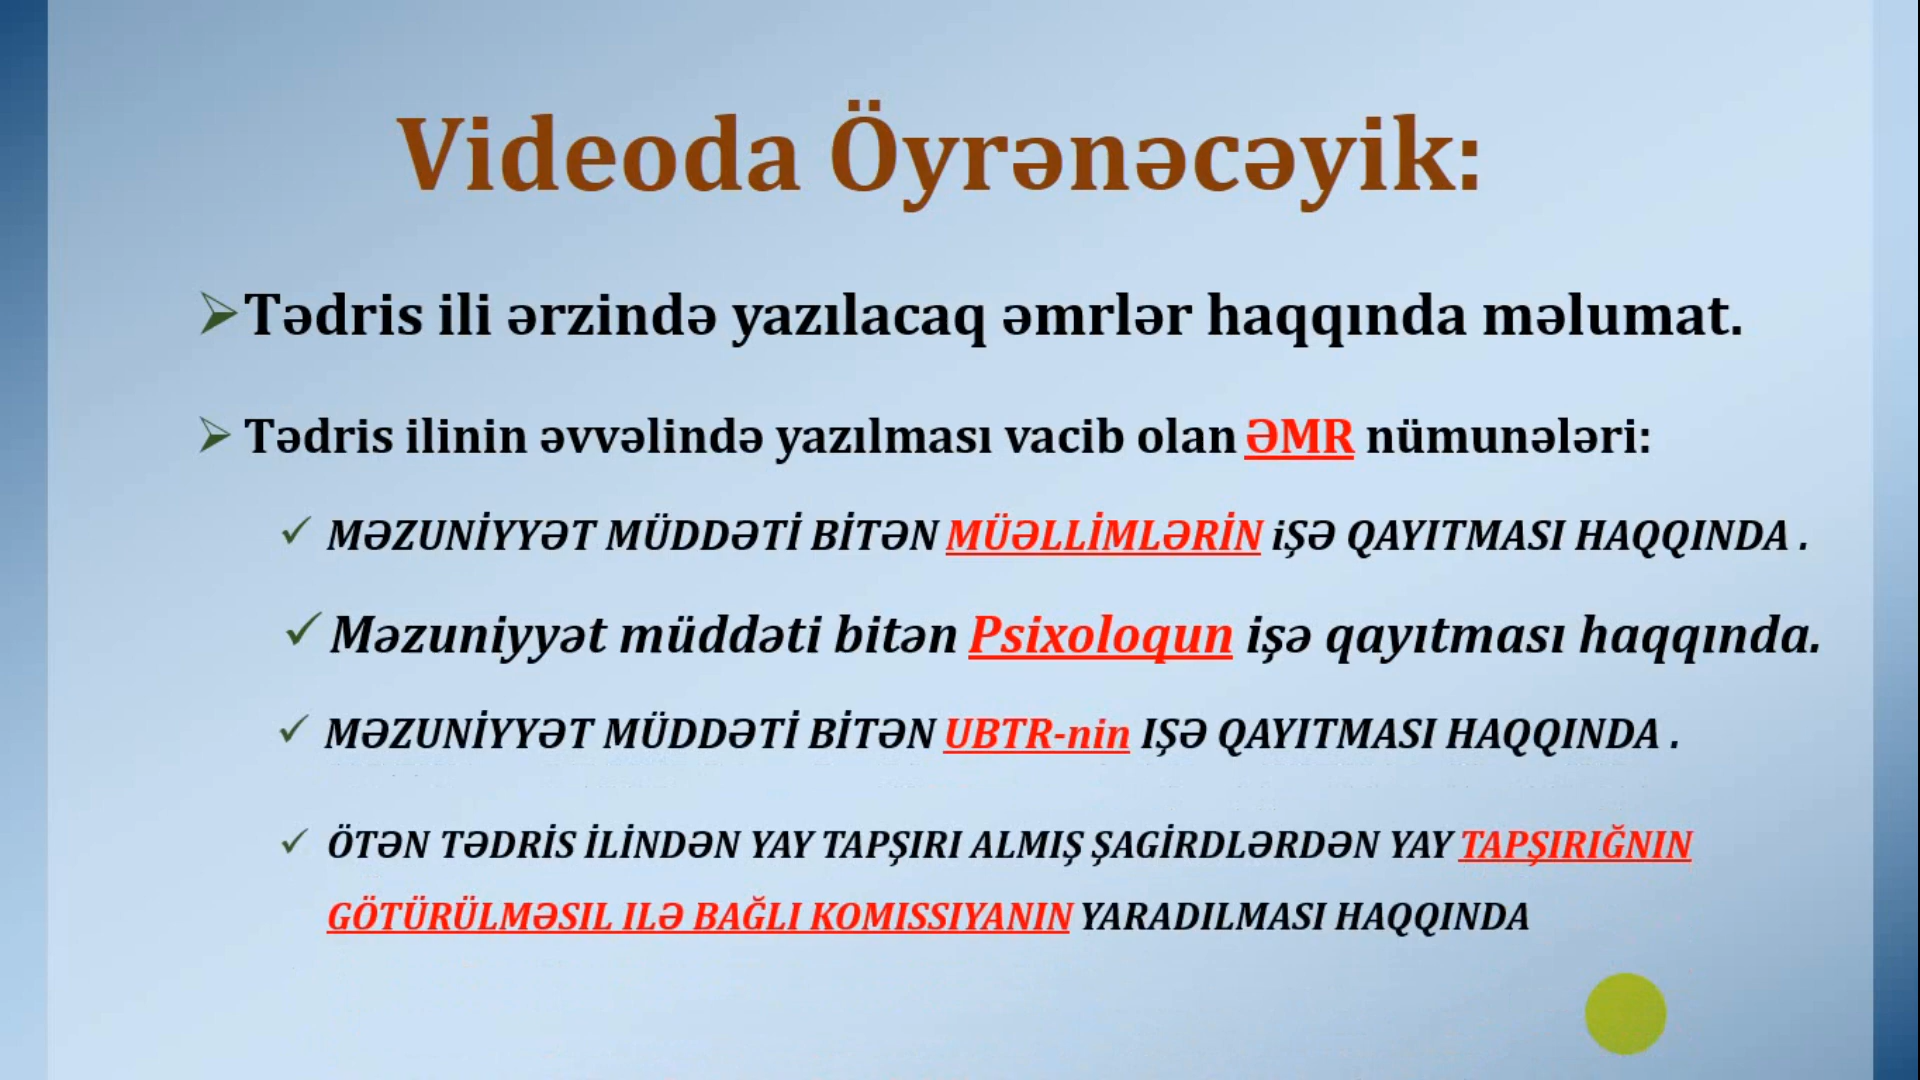 Videoda Öyrənəcəyik:
Tədris ili ərzində yazılacaq əmrlər haqqında məlumat.
Tədris ilinin əvvəlində yazılması vacib olan ƏMR nümunələri:
MƏZUNİYYƏT MÜDDƏTİ BİTƏN MÜƏLLİMLƏRİN iŞƏ QAYITMASI HAQQINDA .
Məzuniyyət müddəti bitən Psixoloqun işə qayıtması haqqında.
MƏZUNİYYƏT MÜDDƏTİ BİTƏN UBTR-nin IŞƏ QAYITMASI HAQQINDA .
ÖTƏN TƏDRİS İLİNDƏN YAY TAPŞIRI ALMIŞ ŞAGİRDLƏRDƏN YAY TAPŞIRIĞNIN
GÖTÜRÜLMƏSIL ILƏ BAĞLI KOMISSIYANIN YARADILMASI HAQQINDA